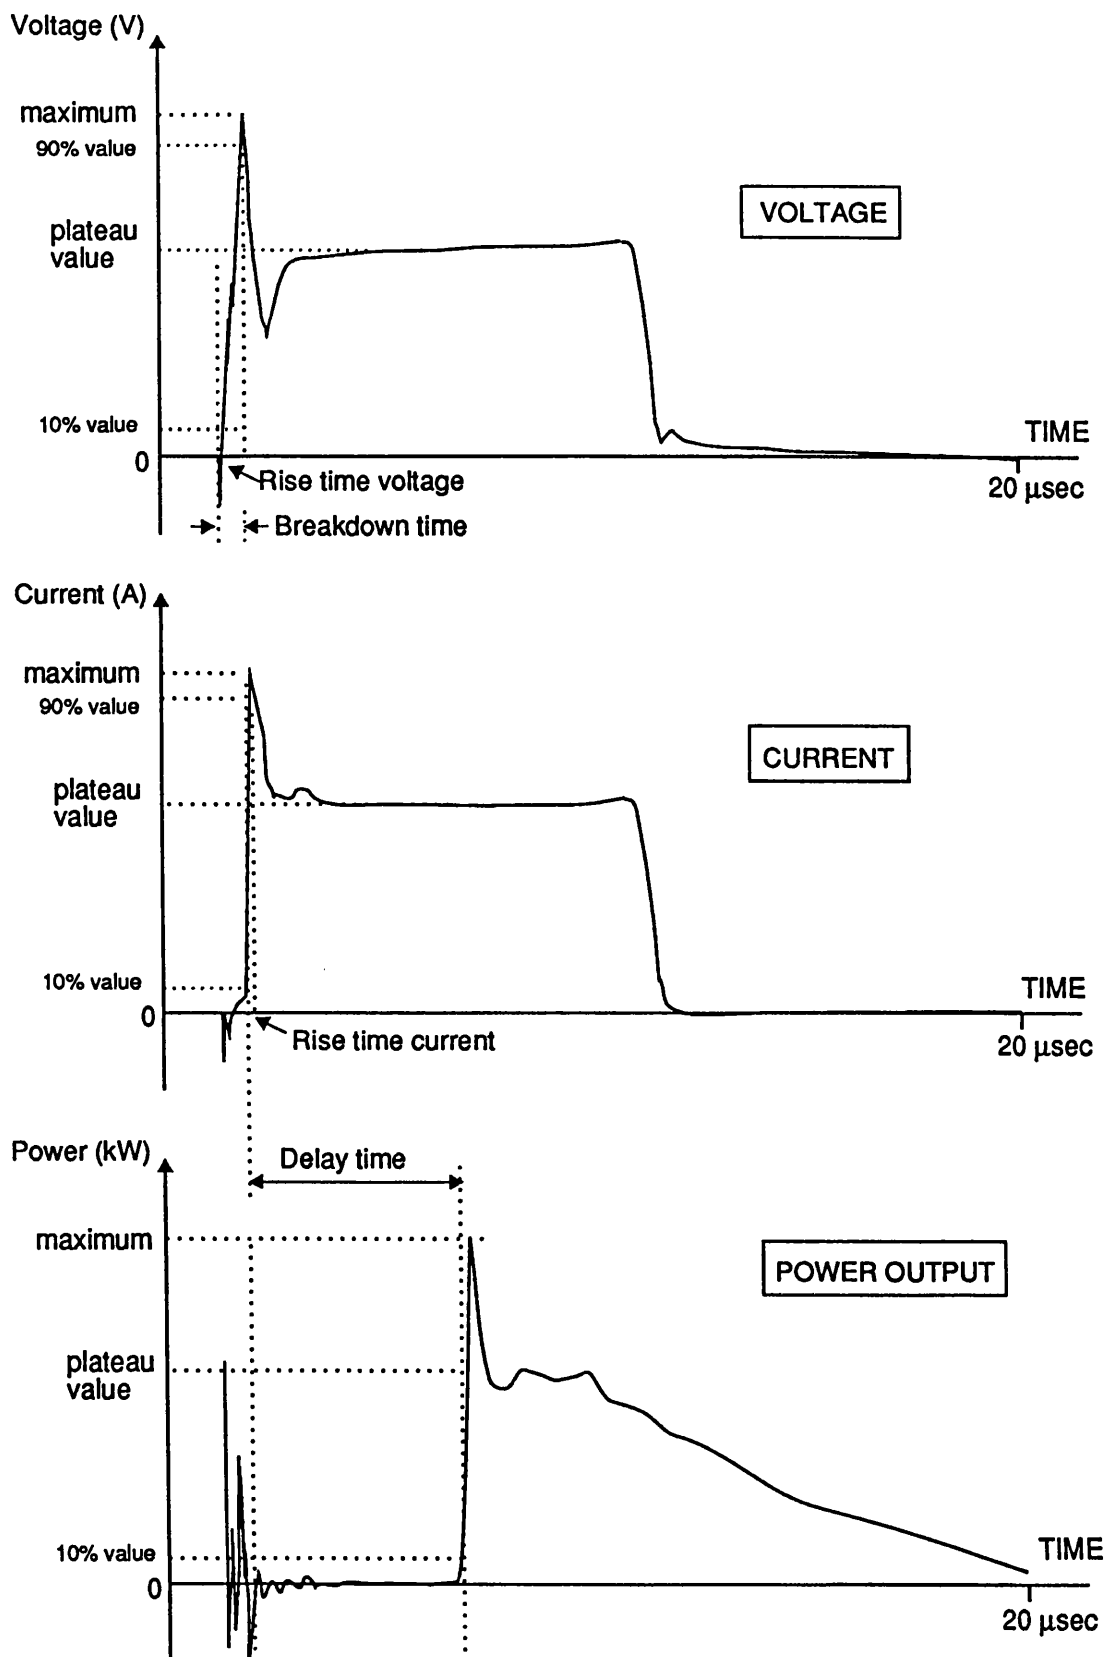 Voltage (V)
maximum
90% value
plateau
value
VOLTAGE
10% value
TIME
0
Rise time voltage
20 µsec
Breakdown time
Current (A)
maximum
90% value
plateau
value
CURRENT
10% value
TIME
0
Rise time current
20 µsec
Power (kW)
Delay time
maximum
POWER OUTPUT
plateau
value
10% value
TIME
0
20 µsec